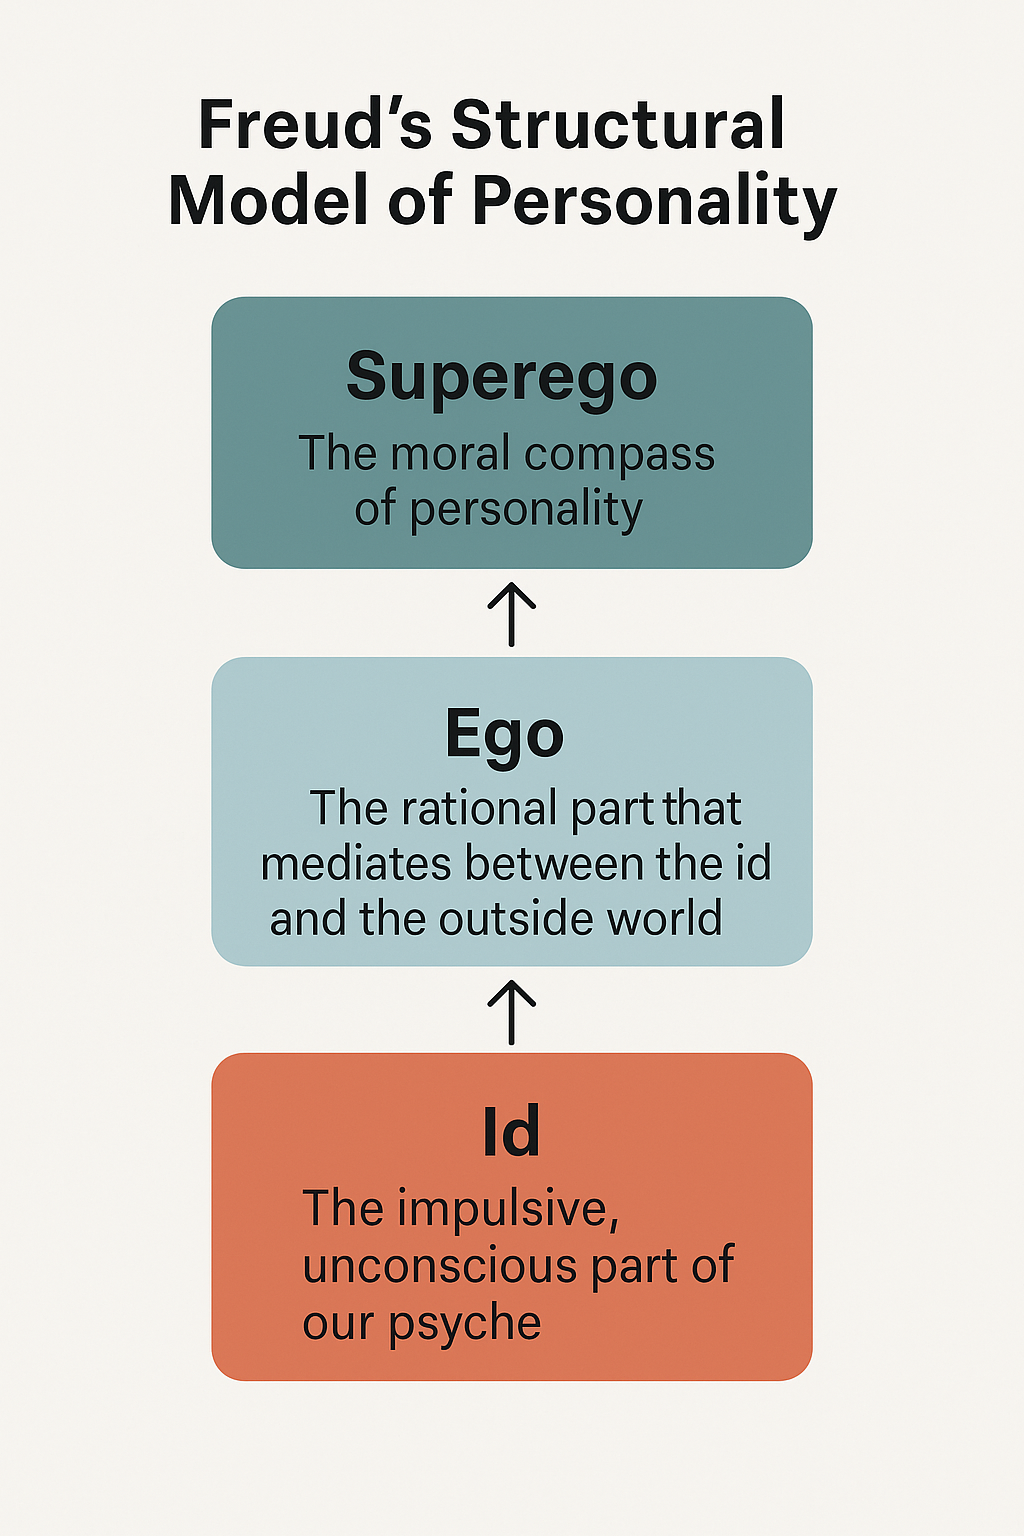 Freud’s Structural
Model of Personality
Superego
The moral compass
of personality
Ego
The rational part that
mediates between the id
and the outside world
Id
The impulsive,
unconscious part of
our psyche